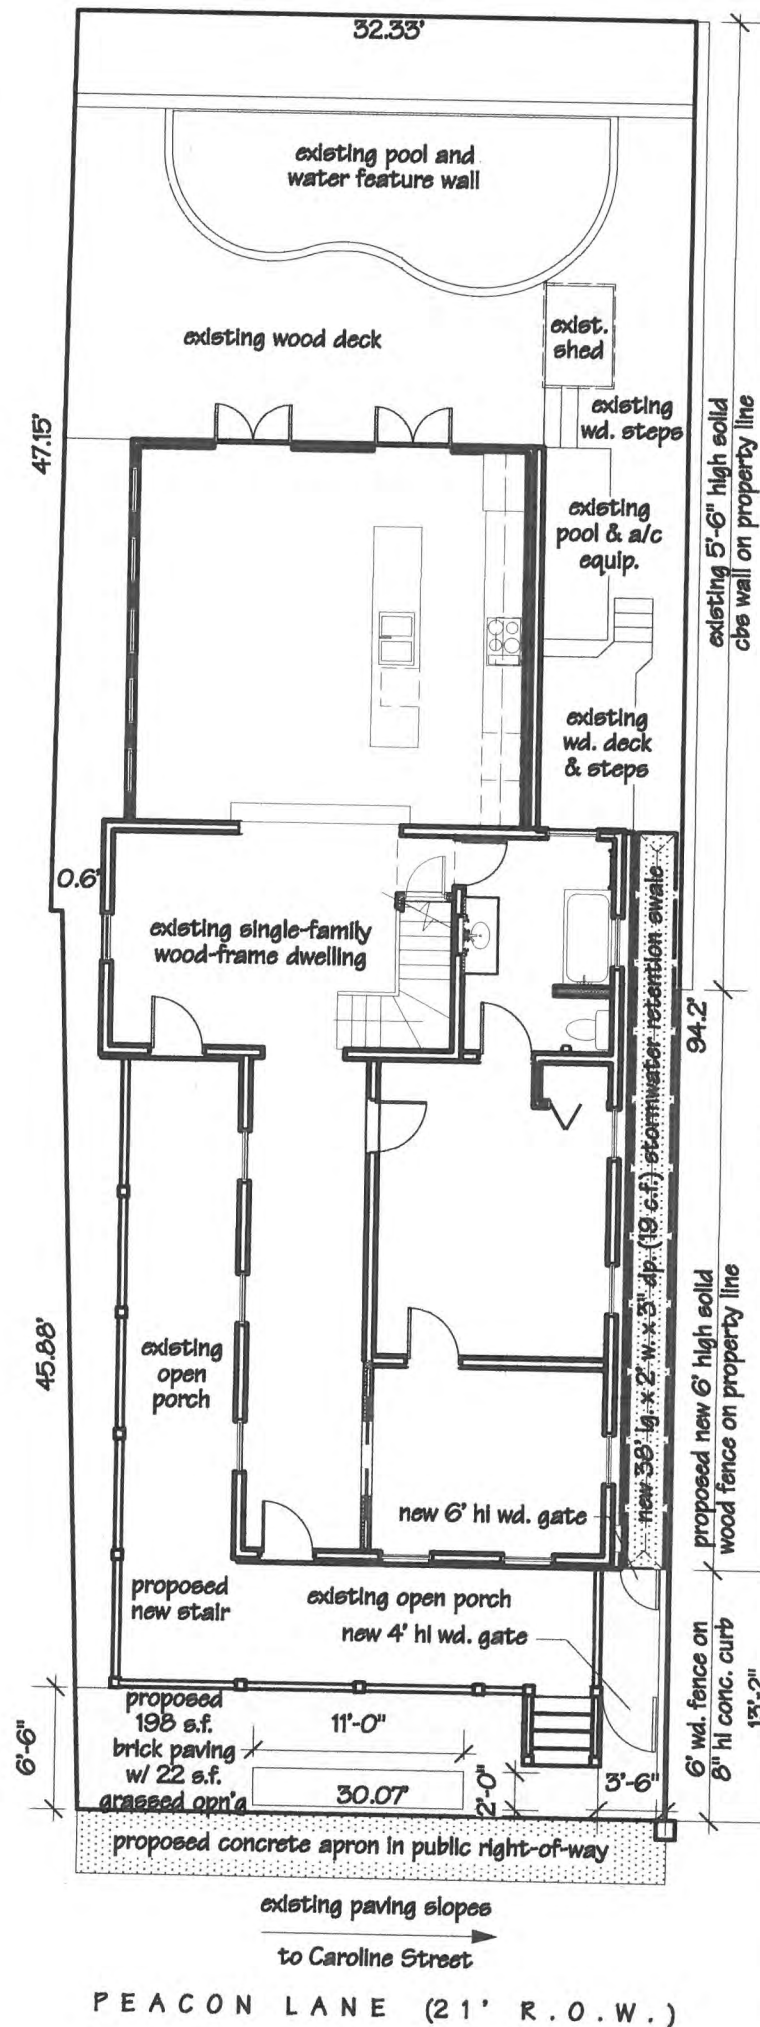 32.33'
existing pool and
water feature wall
existing wood deck
exist.
shed
existing
wd. steps
47.15'
existing
pool & a/c
equip.
existing 5'-6" high solid
cbs wall on property line
existing
wd. deck
& steps
0.6'
existing single-family
wood-frame dwelling
94.2'
new 38' lg. x 2' w. x 3" dp. (19 c.f.) stormwater retention swale
proposed new 6' high solid
wood fence on property line
45.88'
existing
open
porch
new 6' hi wd. gate
proposed
new stair
existing open porch
new 4' hi wd. gate
6' wd. fence on
8" hi conc. curb
13'-2"
6'-6"
proposed
198 s.f.
brick paving
w/ 22 s.f.
grassed opn'g
11'-0"
30.07'
2'-0"
3'-6"
proposed concrete apron in public right-of-way
existing paving slopes
to Caroline Street
PEACON LANE (21' R.O.W.)